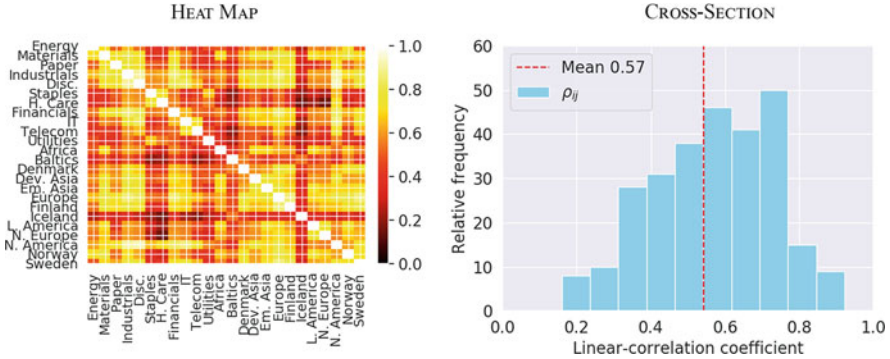 HEAT MAP
Energy
Materials
Paper
Industrials
Disc.
Staples
H. Care
Financials
IT
Telecom
Utilities
Africa
Baltics
Denmark
Dev. Asia
Em. Asia
Europe
Finland
Iceland
L. America
N. Europe
N. America
Norway
Sweden
1.0
0.8
0.6
0.4
0.2
0.0
Energy
Materials
Paper
Industrials
Disc.
Staples
H. Care
Financials
IT
Telecom
Utilities
Africa
Baltics
Denmark
Dev. Asia
Em. Asia
Europe
Finland
Iceland
L. America
N. Europe
N. America
Norway
Sweden
CROSS-SECTION
Relative frequency
60
50
40
30
20
10
0
Mean 0.57
ρij
0.0 0.2 0.4 0.6 0.8 1.0
Linear-correlation coefficient